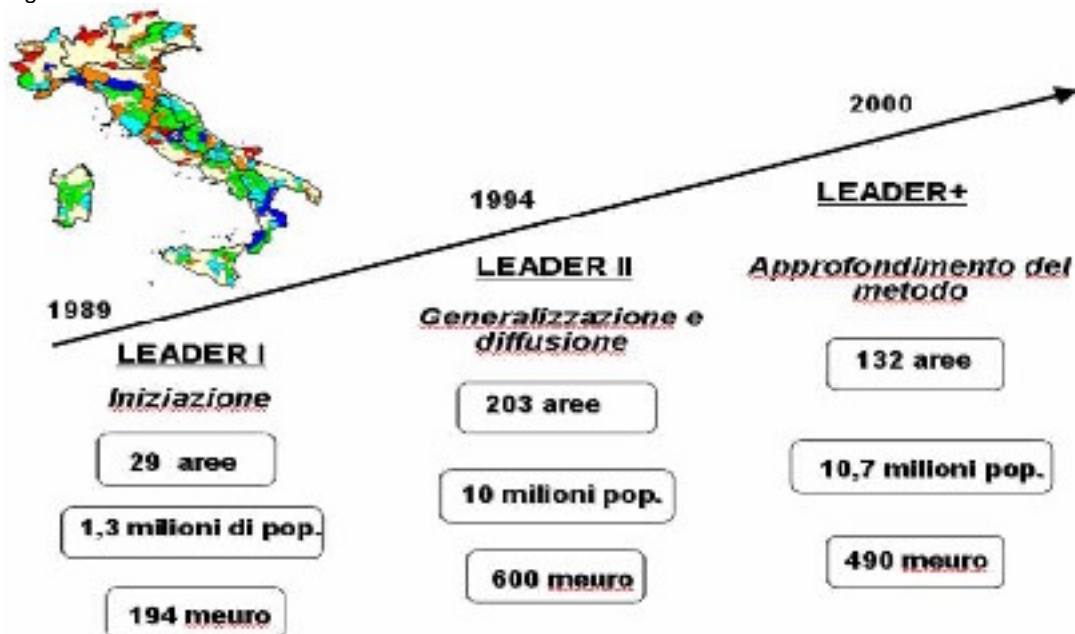 1989
LEADER I
Iniziazione
29 aree
1,3 milioni di pop.
194 meuro
1994
LEADER II
Generalizzazione e
diffusione
203 aree
10 milioni pop.
600 meuro
2000
LEADER+
Approfondimento del
metodo
132 aree
10,7 milioni pop.
490 meuro